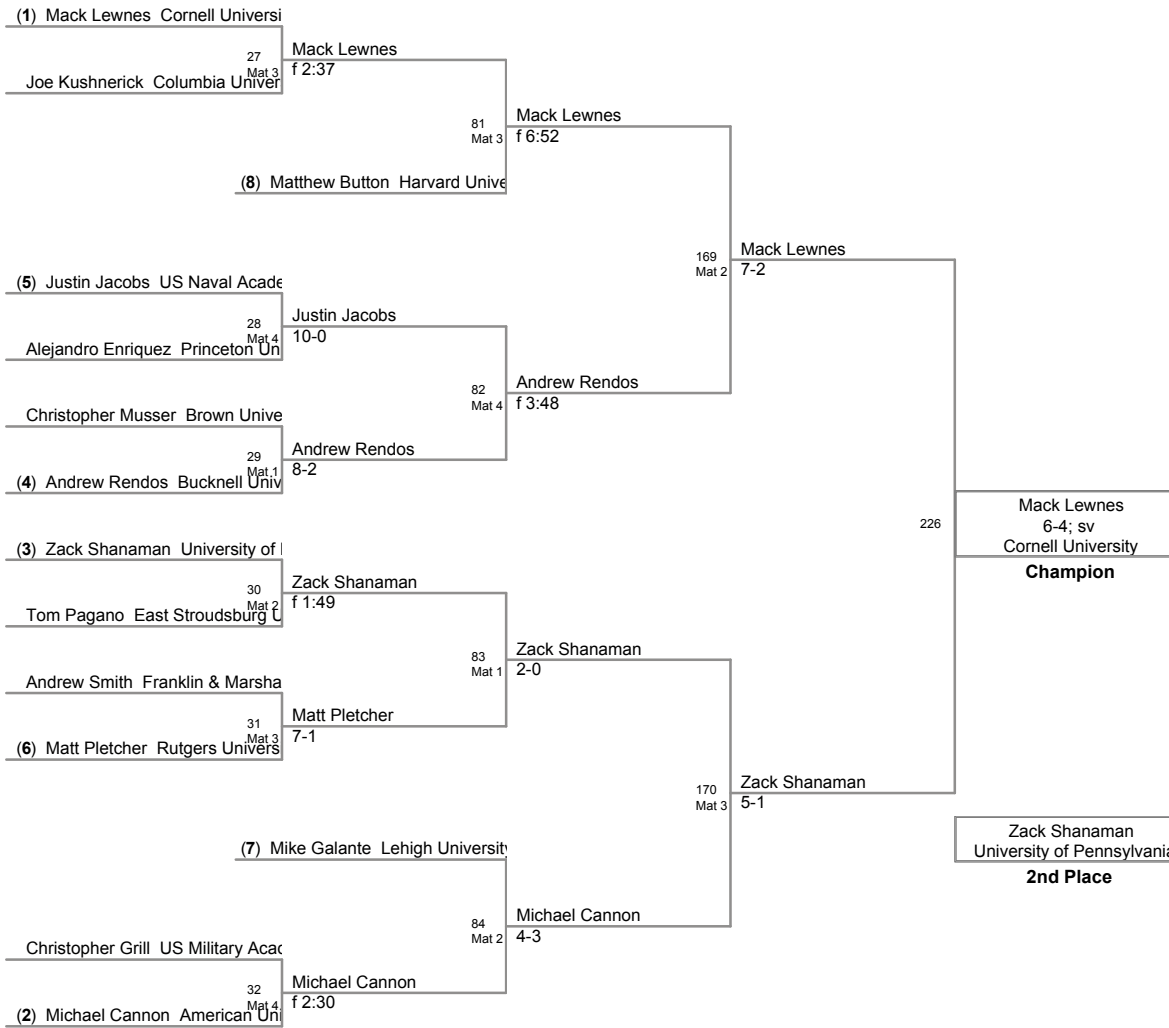 (1) Mack Lewnes Cornell Universi
27
Mat 3
Mack Lewnes
f 2:37
Joe Kushnerick Columbia Univer
81
Mat 3
Mack Lewnes
f 6:52
(8) Matthew Button Harvard Unive
169
Mat 2
Mack Lewnes
7-2
(5) Justin Jacobs US Naval Acade
28
Mat 4
Justin Jacobs
10-0
Alejandro Enriquez Princeton Un
82
Mat 4
Andrew Rendos
f 3:48
Christopher Musser Brown Unive
29
Mat 1
Andrew Rendos
8-2
(4) Andrew Rendos Bucknell Univ
226
Mack Lewnes
6-4; sv
Cornell University
Champion
(3) Zack Shanaman University of
30
Mat 2
Zack Shanaman
f 1:49
Tom Pagano East Stroudsburg U
83
Mat 1
Zack Shanaman
2-0
Andrew Smith Franklin & Marsha
31
Mat 3
Matt Pletcher
7-1
(6) Matt Pletcher Rutgers Univers
170
Mat 3
Zack Shanaman
5-1
Zack Shanaman
University of Pennsylvania
2nd Place
(7) Mike Galante Lehigh University
84
Mat 2
Michael Cannon
4-3
Christopher Grill US Military Acad
32
Mat 4
Michael Cannon
f 2:30
(2) Michael Cannon American Uni